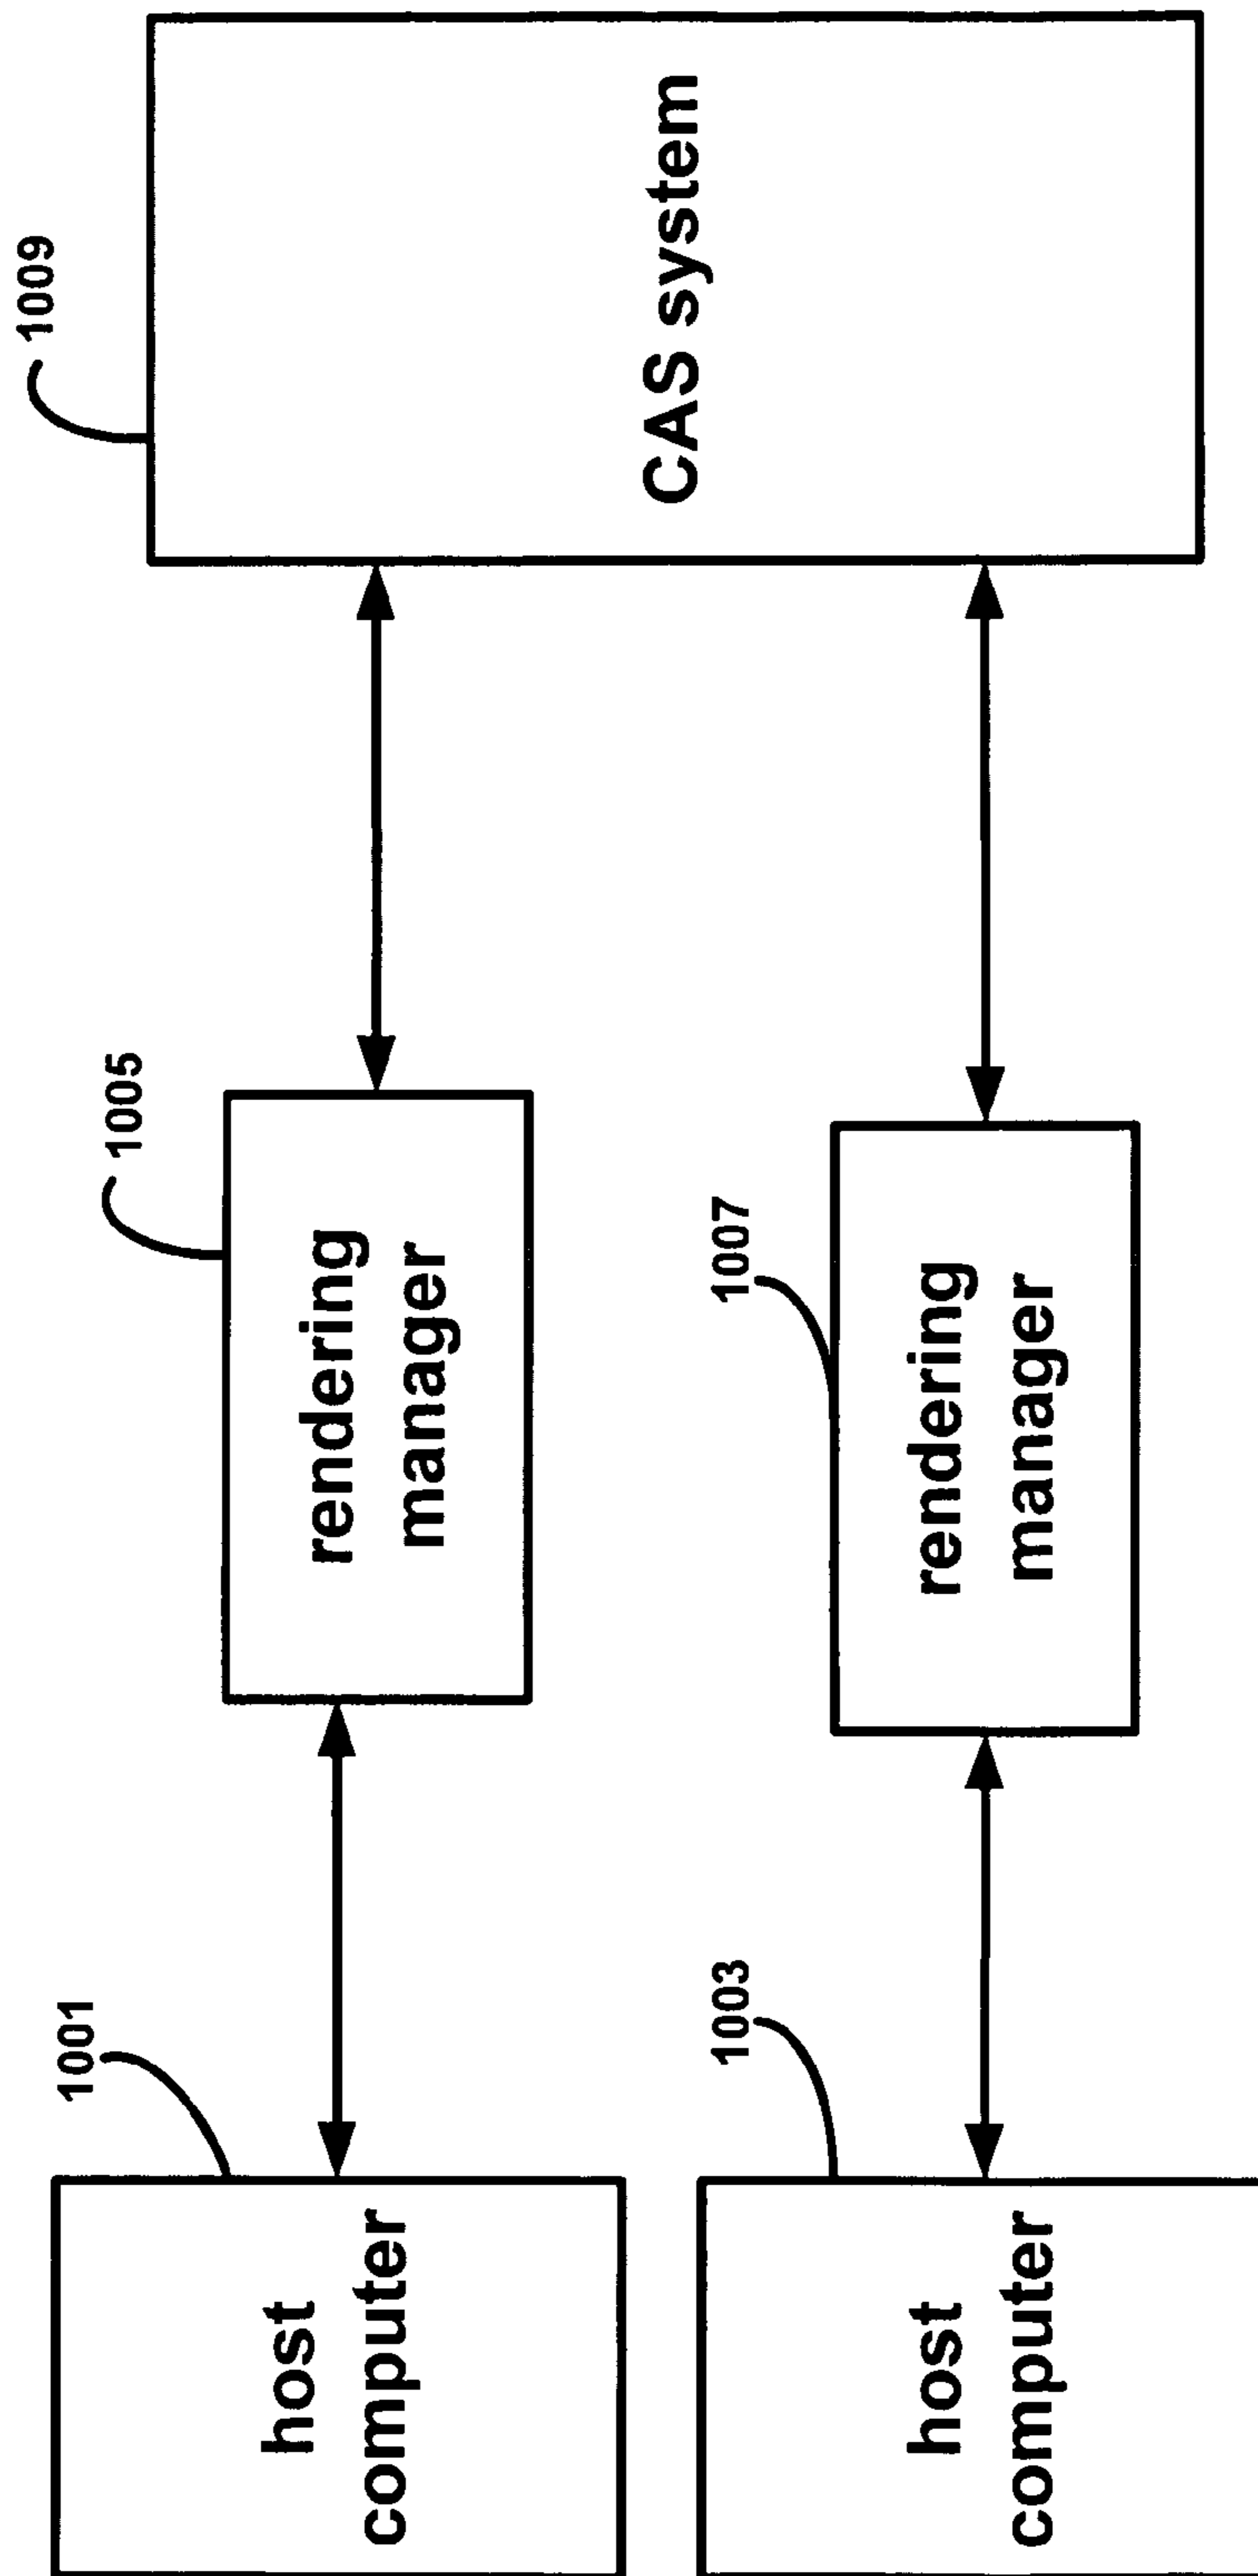 1001
host
computer
1005
rendering
manager
1009
CAS system
1003
host
computer
1007
rendering
manager